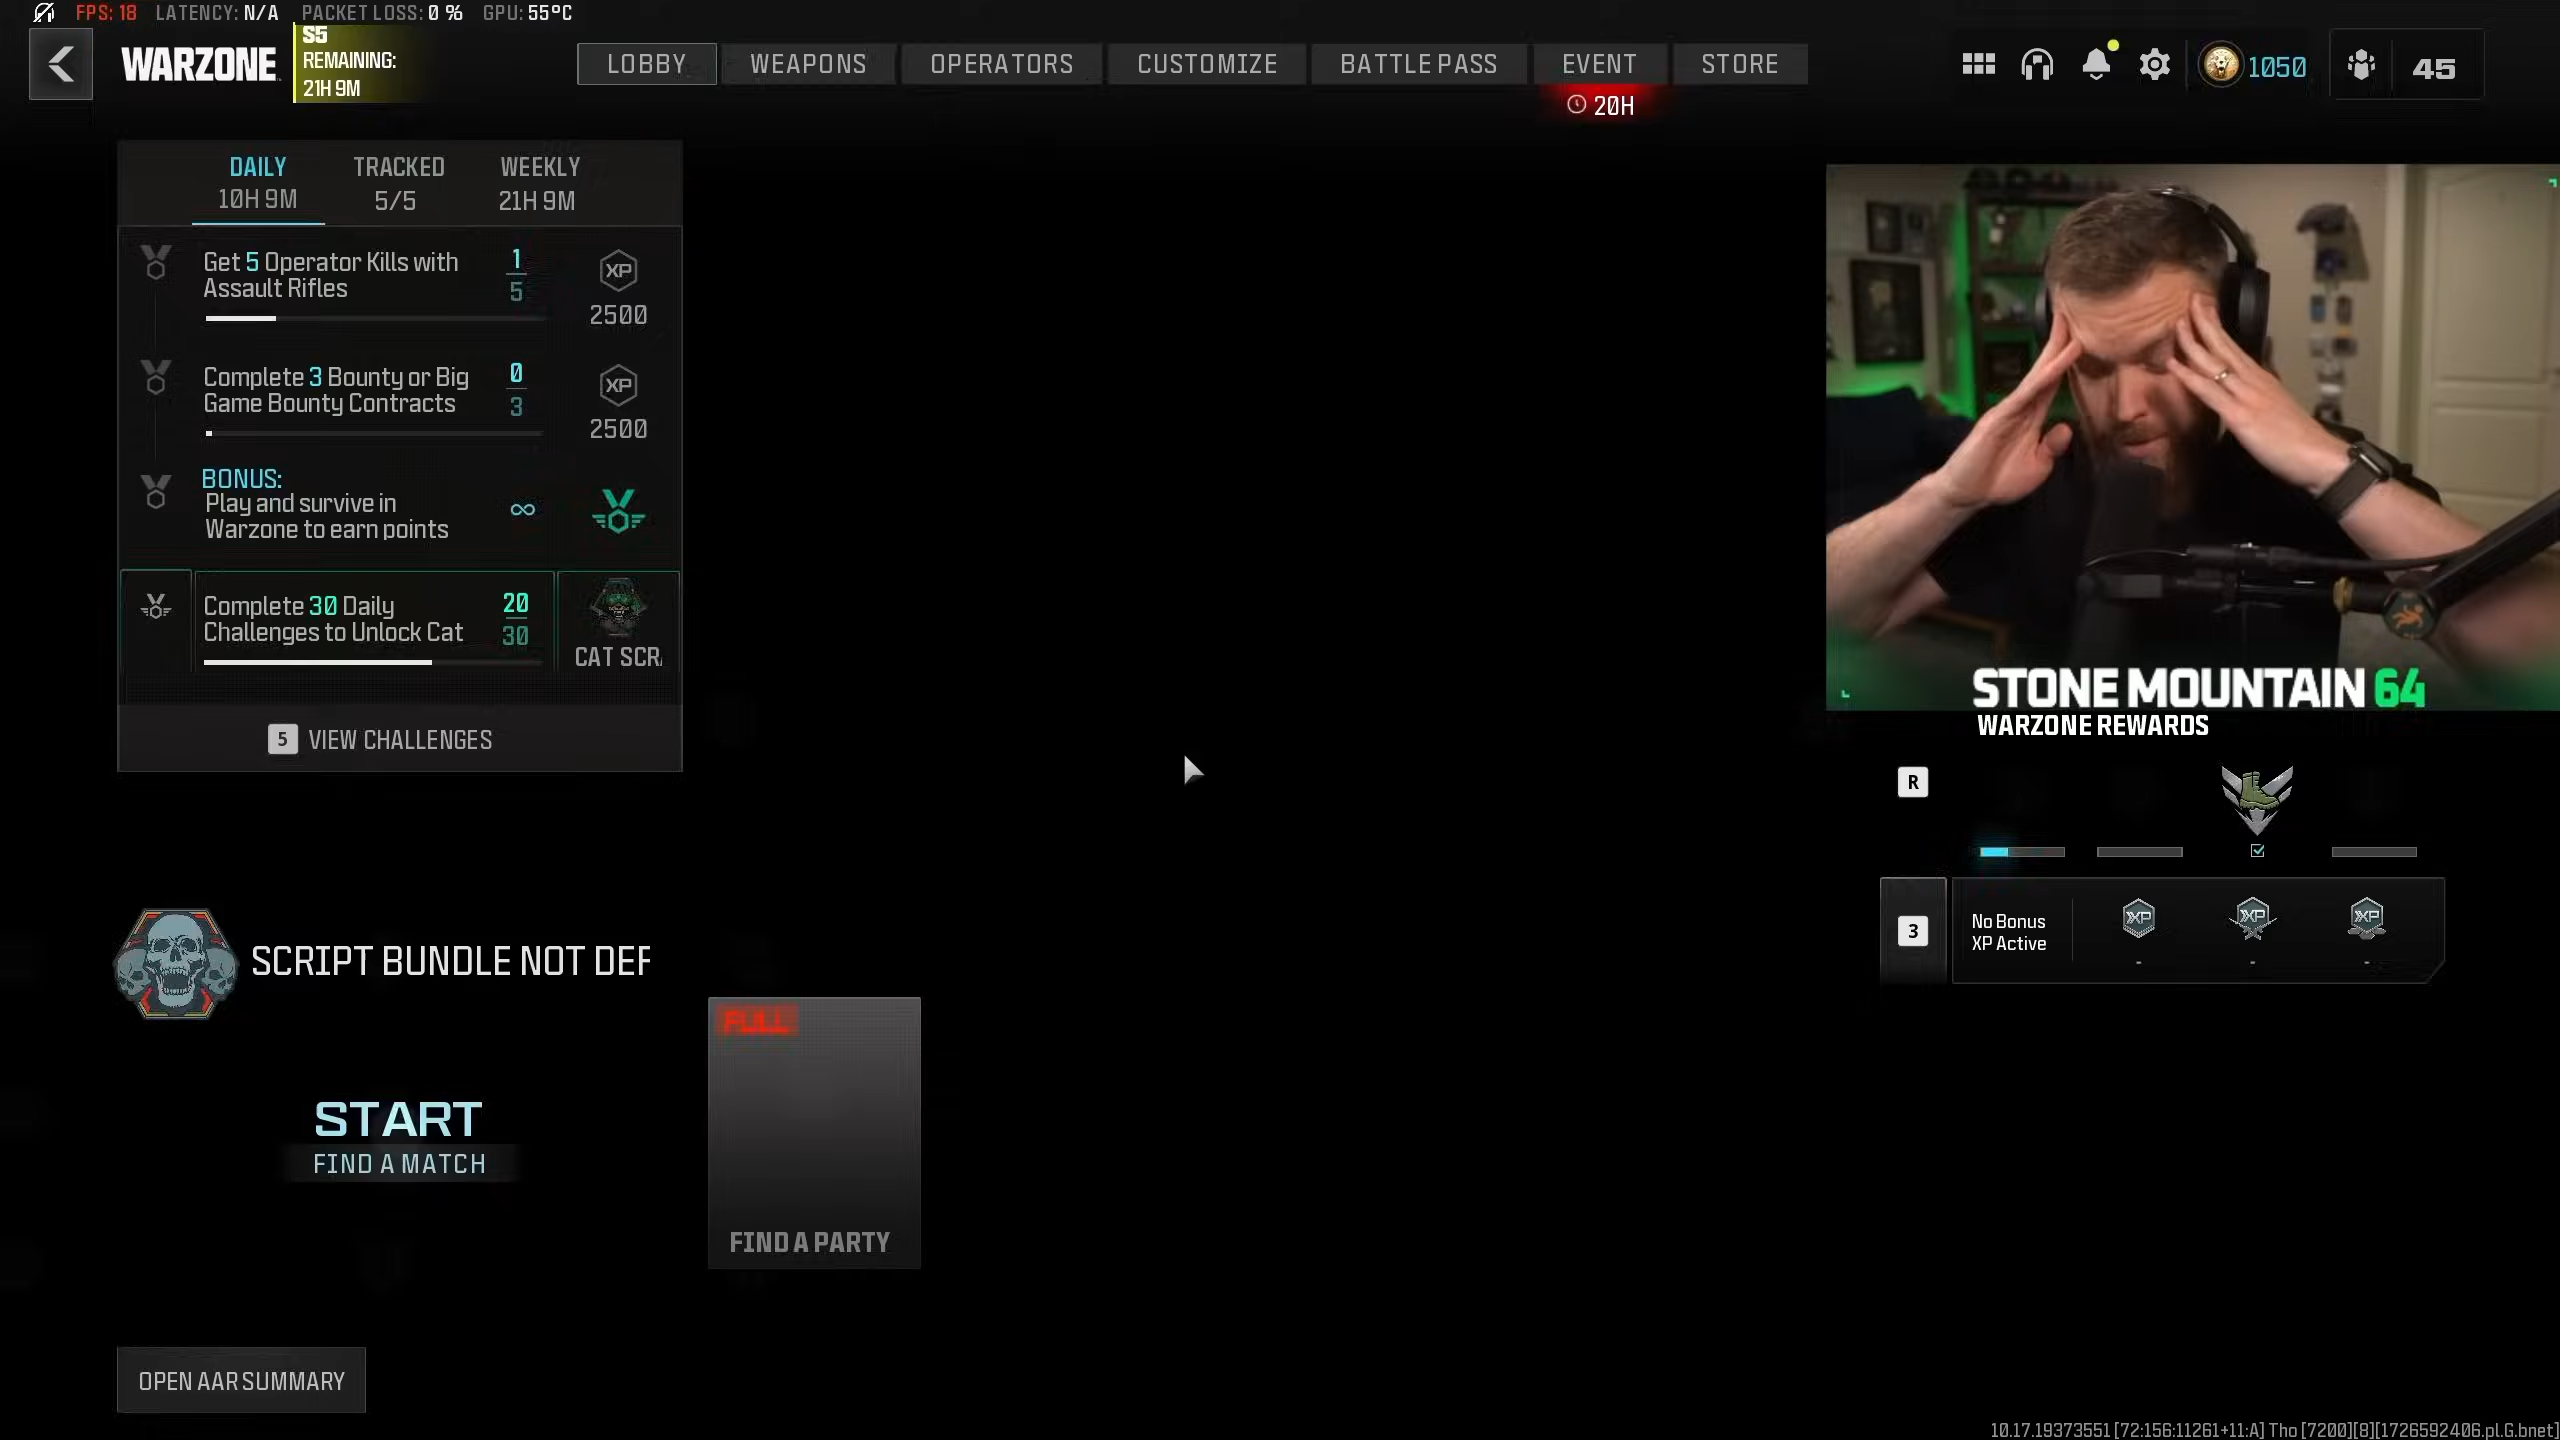 FPS: 18 LATENCY: N/A PACKET LOSS: 0 % GPU: 55°C
WARZONE
S5
REMAINING:
21H 9M
LOBBY
WEAPONS
OPERATORS
CUSTOMIZE
BATTLE PASS
EVENT
STORE
20H
1050
45
DAILY
10H 9M
TRACKED
5/5
WEEKLY
21H 9M
Get 5 Operator Kills with
Assault Rifles
1
5
XP
2500
Complete 3 Bounty or Big
Game Bounty Contracts
0
3
XP
2500
BONUS:
Play and survive in
Warzone to earn points
∞
Complete 30 Daily
Challenges to Unlock Cat
20
30
CAT SCR
5 VIEW CHALLENGES
STONE MOUNTAIN 64
WARZONE REWARDS
R
3
No Bonus
XP Active
XP
-
XP
-
XP
-
SCRIPT BUNDLE NOT DEF
START
FIND A MATCH
FULL
FIND A PARTY
OPEN AAR SUMMARY
10.17.19373551 [72:156:11261+11:A] Tho [7200][8][1726592406.pl.G.bnet]